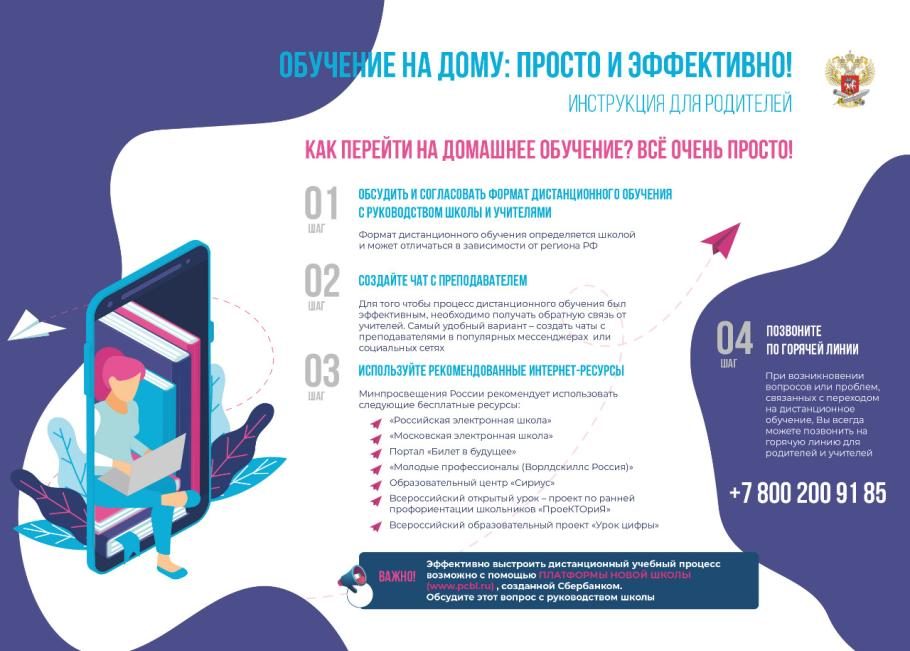 ОБУЧЕНИЕ НА ДОМУ: ПРОСТО И ЭФФЕКТИВНО!
ИНСТРУКЦИЯ ДЛЯ РОДИТЕЛЕЙ
КАК ПЕРЕЙТИ НА ДОМАШНЕЕ ОБУЧЕНИЕ? ВСЁ ОЧЕНЬ ПРОСТО!
01
ШАГ
ОБСУДИТЬ И СОГЛАСОВАТЬ ФОРМАТ ДИСТАНЦИОННОГО ОБУЧЕНИЯ
С РУКОВОДСТВОМ ШКОЛЫ И УЧИТЕЛЯМИ
Формат дистанционного обучения определяется школой
и может отличаться в зависимости от региона РФ
02
ШАГ
СОЗДАЙТЕ ЧАТ С ПРЕПОДАВАТЕЛЕМ
Для того чтобы процесс дистанционного обучения был
эффективным, необходимо получать обратную связь от
учителей. Самый удобный вариант – создать чаты с
преподавателями в популярных мессенджерах или
социальных сетях
03
ШАГ
ИСПОЛЬЗУЙТЕ РЕКОМЕНДОВАННЫЕ ИНТЕРНЕТ-РЕСУРСЫ
Минпросвещения России рекомендует использовать
следующие бесплатные ресурсы:
«Российская электронная школа»
«Московская электронная школа»
Портал «Билет в будущее»
«Молодые профессионалы (Ворлдскиллс Россия)»
Образовательный центр «Сириус»
Всероссийский открытый урок – проект по ранней
профориентации школьников «ПроеКТОриЯ»
Всероссийский образовательный проект «Урок цифры»
04
ШАГ
ПОЗВОНИТЕ
ПО ГОРЯЧЕЙ ЛИНИИ
При возникновении
вопросов или проблем,
связанных с переходом
на дистанционное
обучение, Вы всегда
можете позвонить на
горячую линию для
родителей и учителей
+7 800 200 91 85
ВАЖНО!
Эффективно выстроить дистанционный учебный процесс
возможно с помощью ПЛАТФОРМЫ НОВОЙ ШКОЛЫ
(www.pcbl.ru) , созданной Сбербанком.
Обсудите этот вопрос с руководством школы